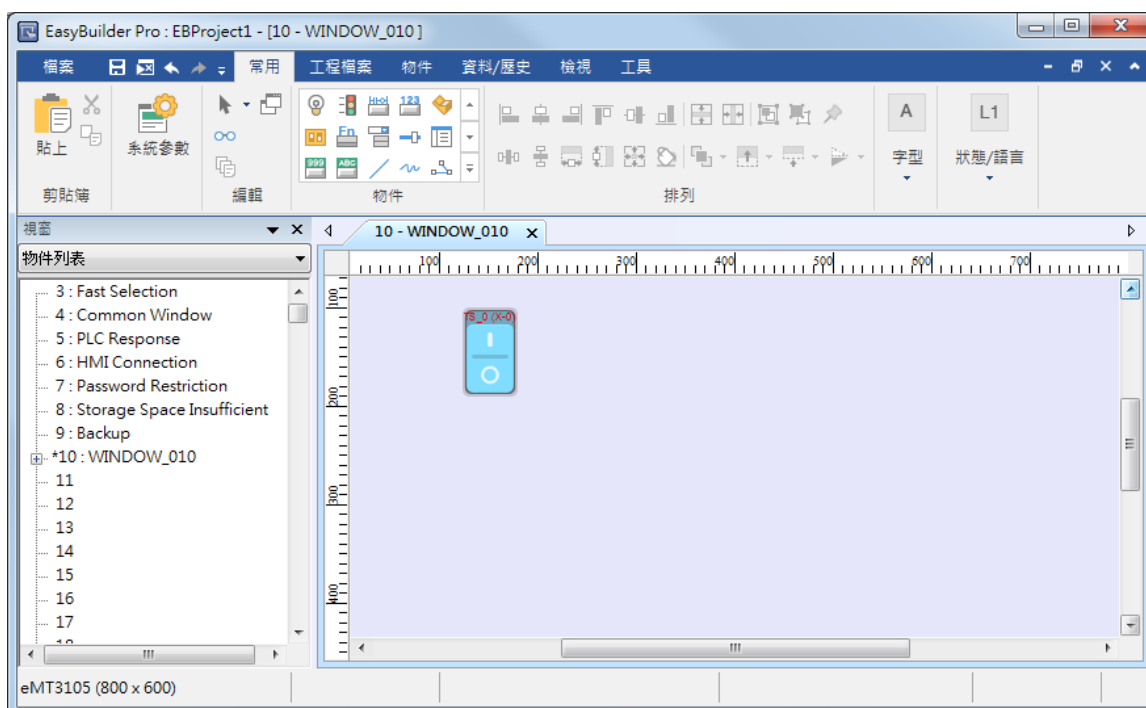 EasyBuilder Pro : EBProject1 - [10 - WINDOW_010 ]
檔案 常用 工程檔案 物件 資料/歷史 檢視 工具
貼上 系統參數 字型 狀態/語言
A L1
剪貼簿 編輯 物件 排列
視窗
物件列表
3 : Fast Selection
4 : Common Window
5 : PLC Response
6 : HMI Connection
7 : Password Restriction
8 : Storage Space Insufficient
9 : Backup
*10 : WINDOW_010
11
12
13
14
15
16
17
10 - WINDOW_010
100 200 300 400 500 600 700
100
200
300
400
TS_0 (X-0)
eMT3105 (800 x 600)